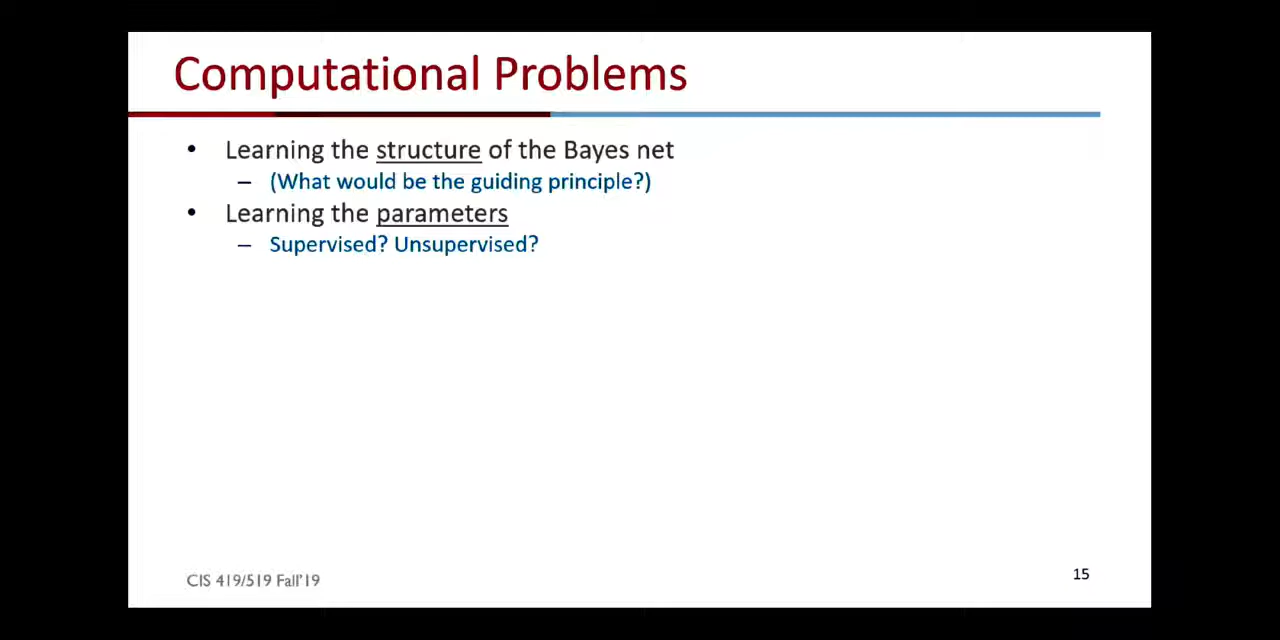 Computational Problems
• Learning the structure of the Bayes net
– (What would be the guiding principle?)
• Learning the parameters
– Supervised? Unsupervised?
CIS 419/519 Fall'19
15